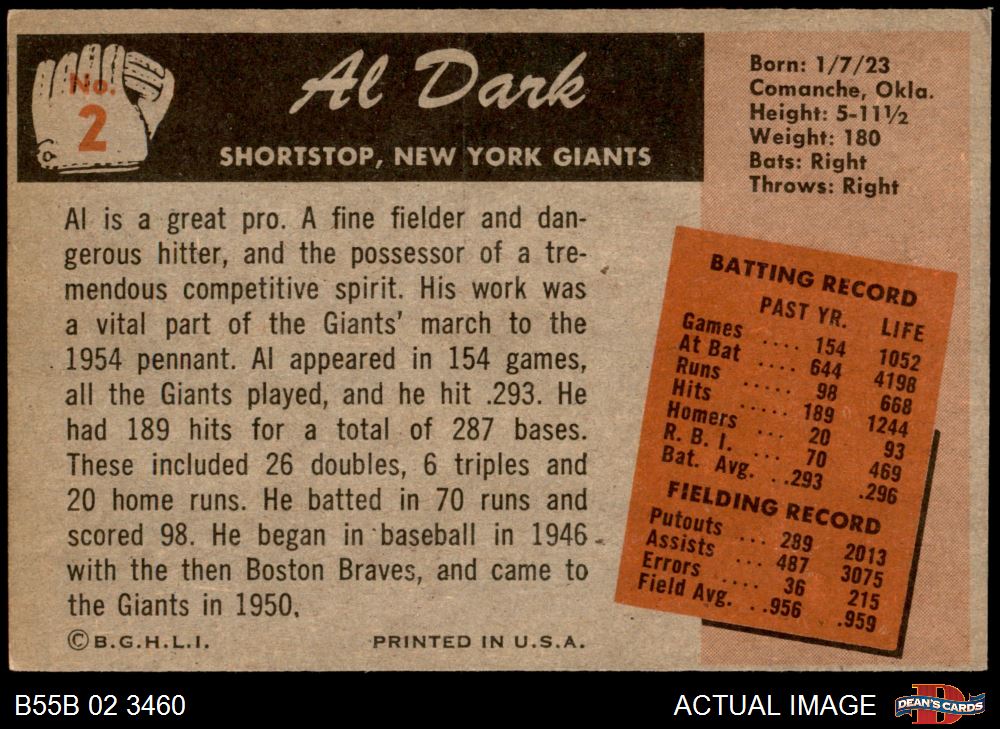 No.
2
Al Dark
SHORTSTOP, NEW YORK GIANTS
Born: 1/7/23
Comanche, Okla.
Height: 5-11½
Weight: 180
Bats: Right
Throws: Right
Al is a great pro. A fine fielder and dan-
gerous hitter, and the possessor of a tre-
mendous competitive spirit. His work was
a vital part of the Giants' march to the
1954 pennant. Al appeared in 154 games,
all the Giants played, and he hit .293. He
had 189 hits for a total of 287 bases.
These included 26 doubles, 6 triples and
20 home runs. He batted in 70 runs and
scored 98. He began in baseball in 1946
with the then Boston Braves, and came to
the Giants in 1950.
© B.G.H.L.I. PRINTED IN U.S.A.
BATTING RECORD
PAST YR. LIFE
Games .... 154 1052
At Bat .... 644 4198
Runs ..... 98 668
Hits ..... 189 1244
Homers ... 20 93
R. B. I. ... 70 469
Bat. Avg. ..293 .296
FIELDING RECORD
Putouts ... 289 2013
Assists ... 487 3075
Errors ..... 36 215
Field Avg. ..956 .959
B55B 02 3460 ACTUAL IMAGE
D
DEAN'S CARDS